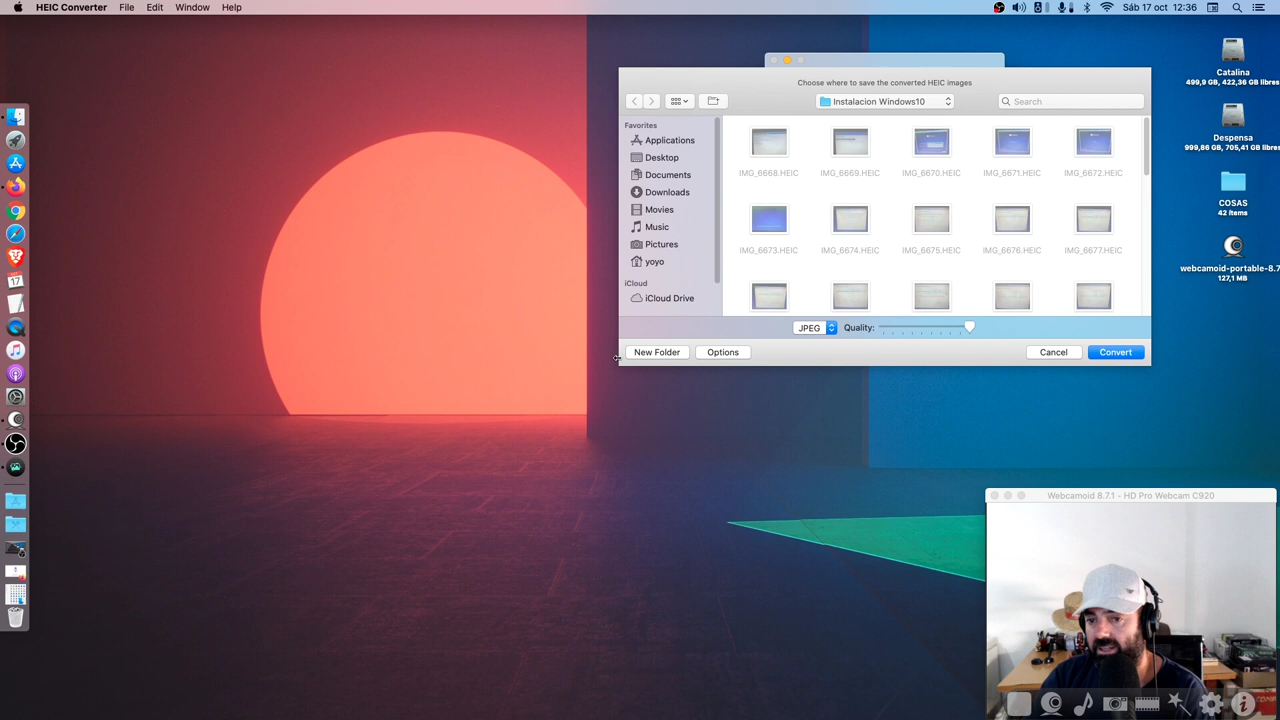 HEIC Converter File Edit Window Help Sáb 17 oct 12:36
Choose where to save the converted HEIC images
Instalacion Windows10
Search
Favorites
Applications
Desktop
Documents
Downloads
Movies
Music
Pictures
yoyo
iCloud
iCloud Drive
IMG_6668.HEIC IMG_6669.HEIC IMG_6670.HEIC IMG_6671.HEIC IMG_6672.HEIC
IMG_6673.HEIC IMG_6674.HEIC IMG_6675.HEIC IMG_6676.HEIC IMG_6677.HEIC
JPEG Quality:
New Folder Options Cancel Convert
Catalina
499,9 GB, 422,36 GB libres
Despensa
999,86 GB, 705,41 GB libres
COSAS
42 items
webcamoid-portable-8.7
127,1 MB
17
Webcamoid 8.7.1 - HD Pro Webcam C920